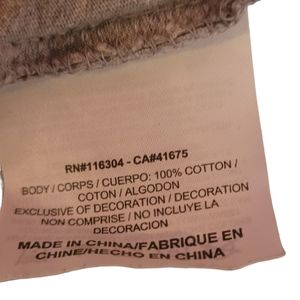 RN#116304 - CA#41675
BODY / CORPS / CUERPO: 100% COTTON /
COTON / ALGODON
EXCLUSIVE OF DECORATION / DECORATION
NON COMPRISE / NO INCLUYE LA
DECORACION
MADE IN CHINA/FABRIQUE EN
CHINE/HECHO EN CHINA